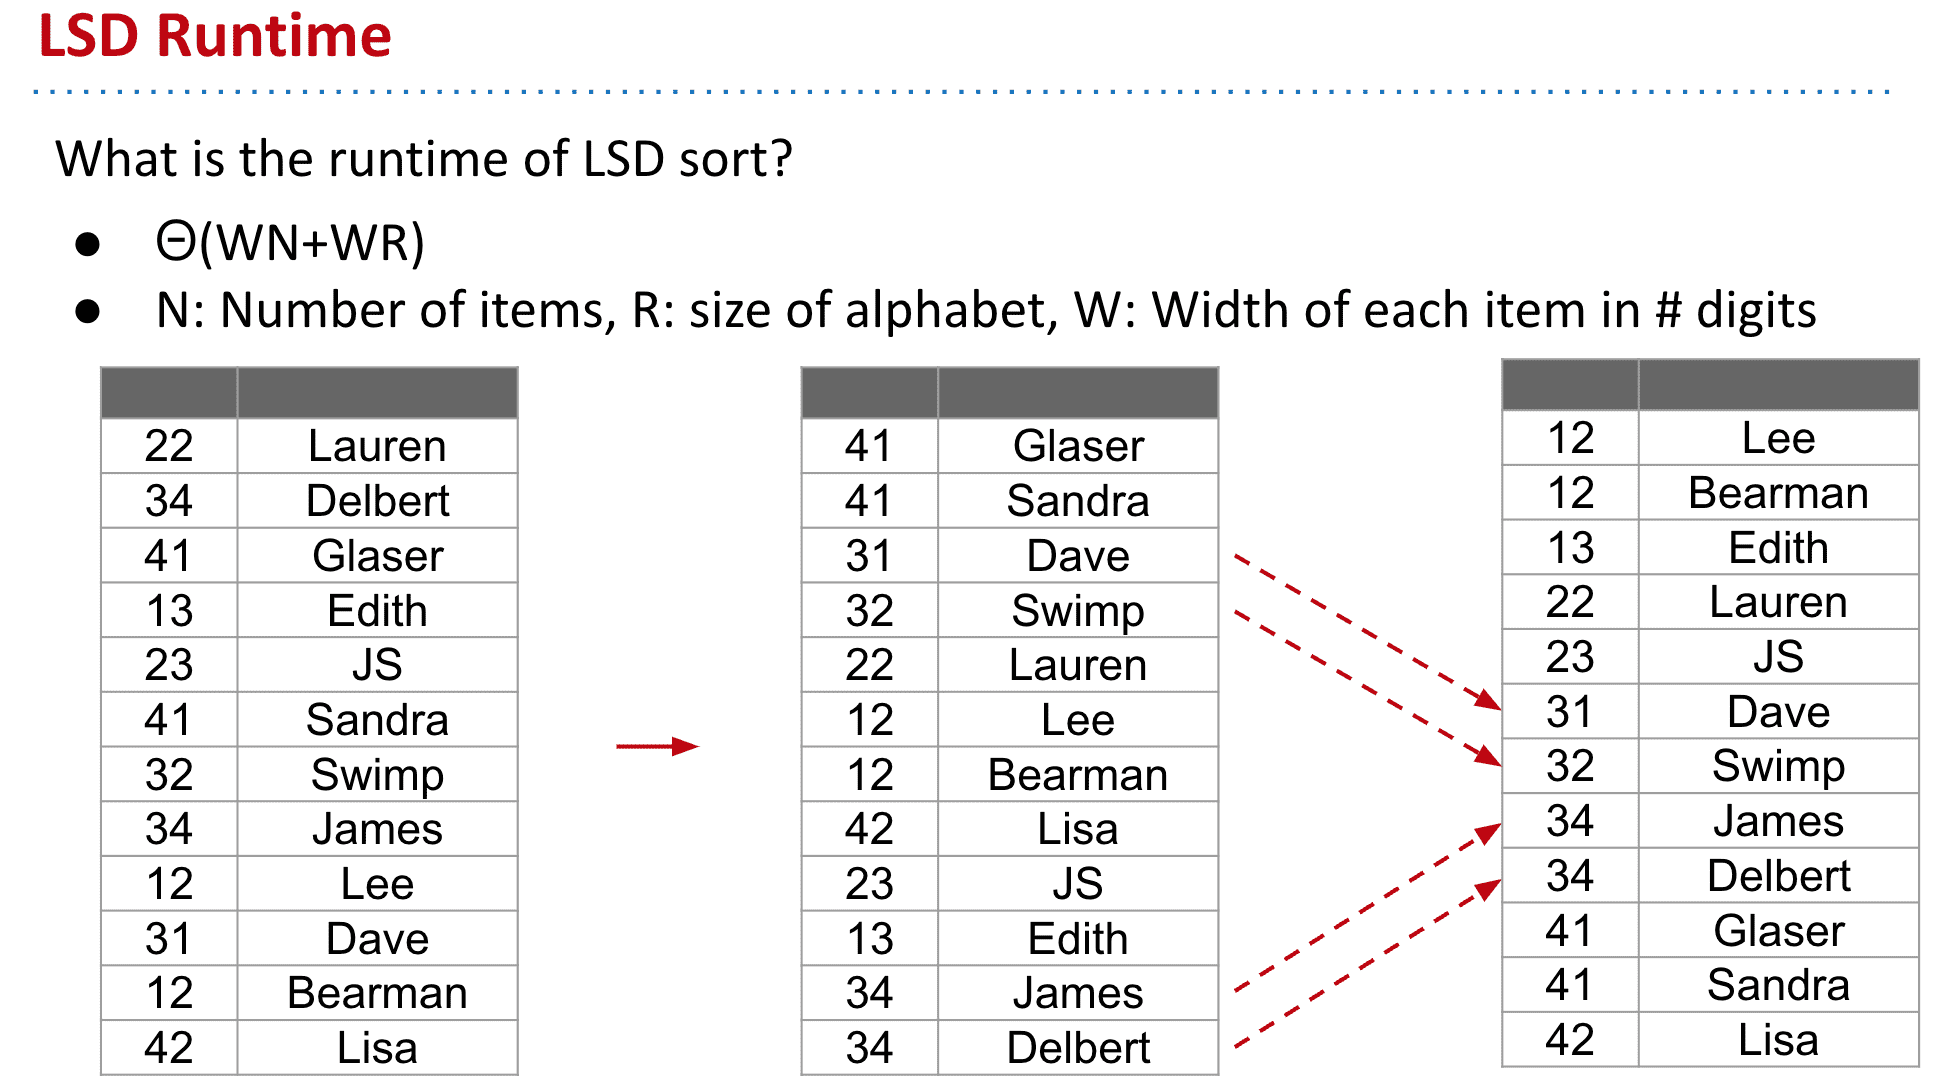 LSD Runtime
What is the runtime of LSD sort?
● Θ(WN+WR)
● N: Number of items, R: size of alphabet, W: Width of each item in # digits
22 Lauren
34 Delbert
41 Glaser
13 Edith
23 JS
41 Sandra
32 Swimp
34 James
12 Lee
31 Dave
12 Bearman
42 Lisa
41 Glaser
41 Sandra
31 Dave
32 Swimp
22 Lauren
12 Lee
12 Bearman
42 Lisa
23 JS
13 Edith
34 James
34 Delbert
12 Lee
12 Bearman
13 Edith
22 Lauren
23 JS
31 Dave
32 Swimp
34 James
34 Delbert
41 Glaser
41 Sandra
42 Lisa